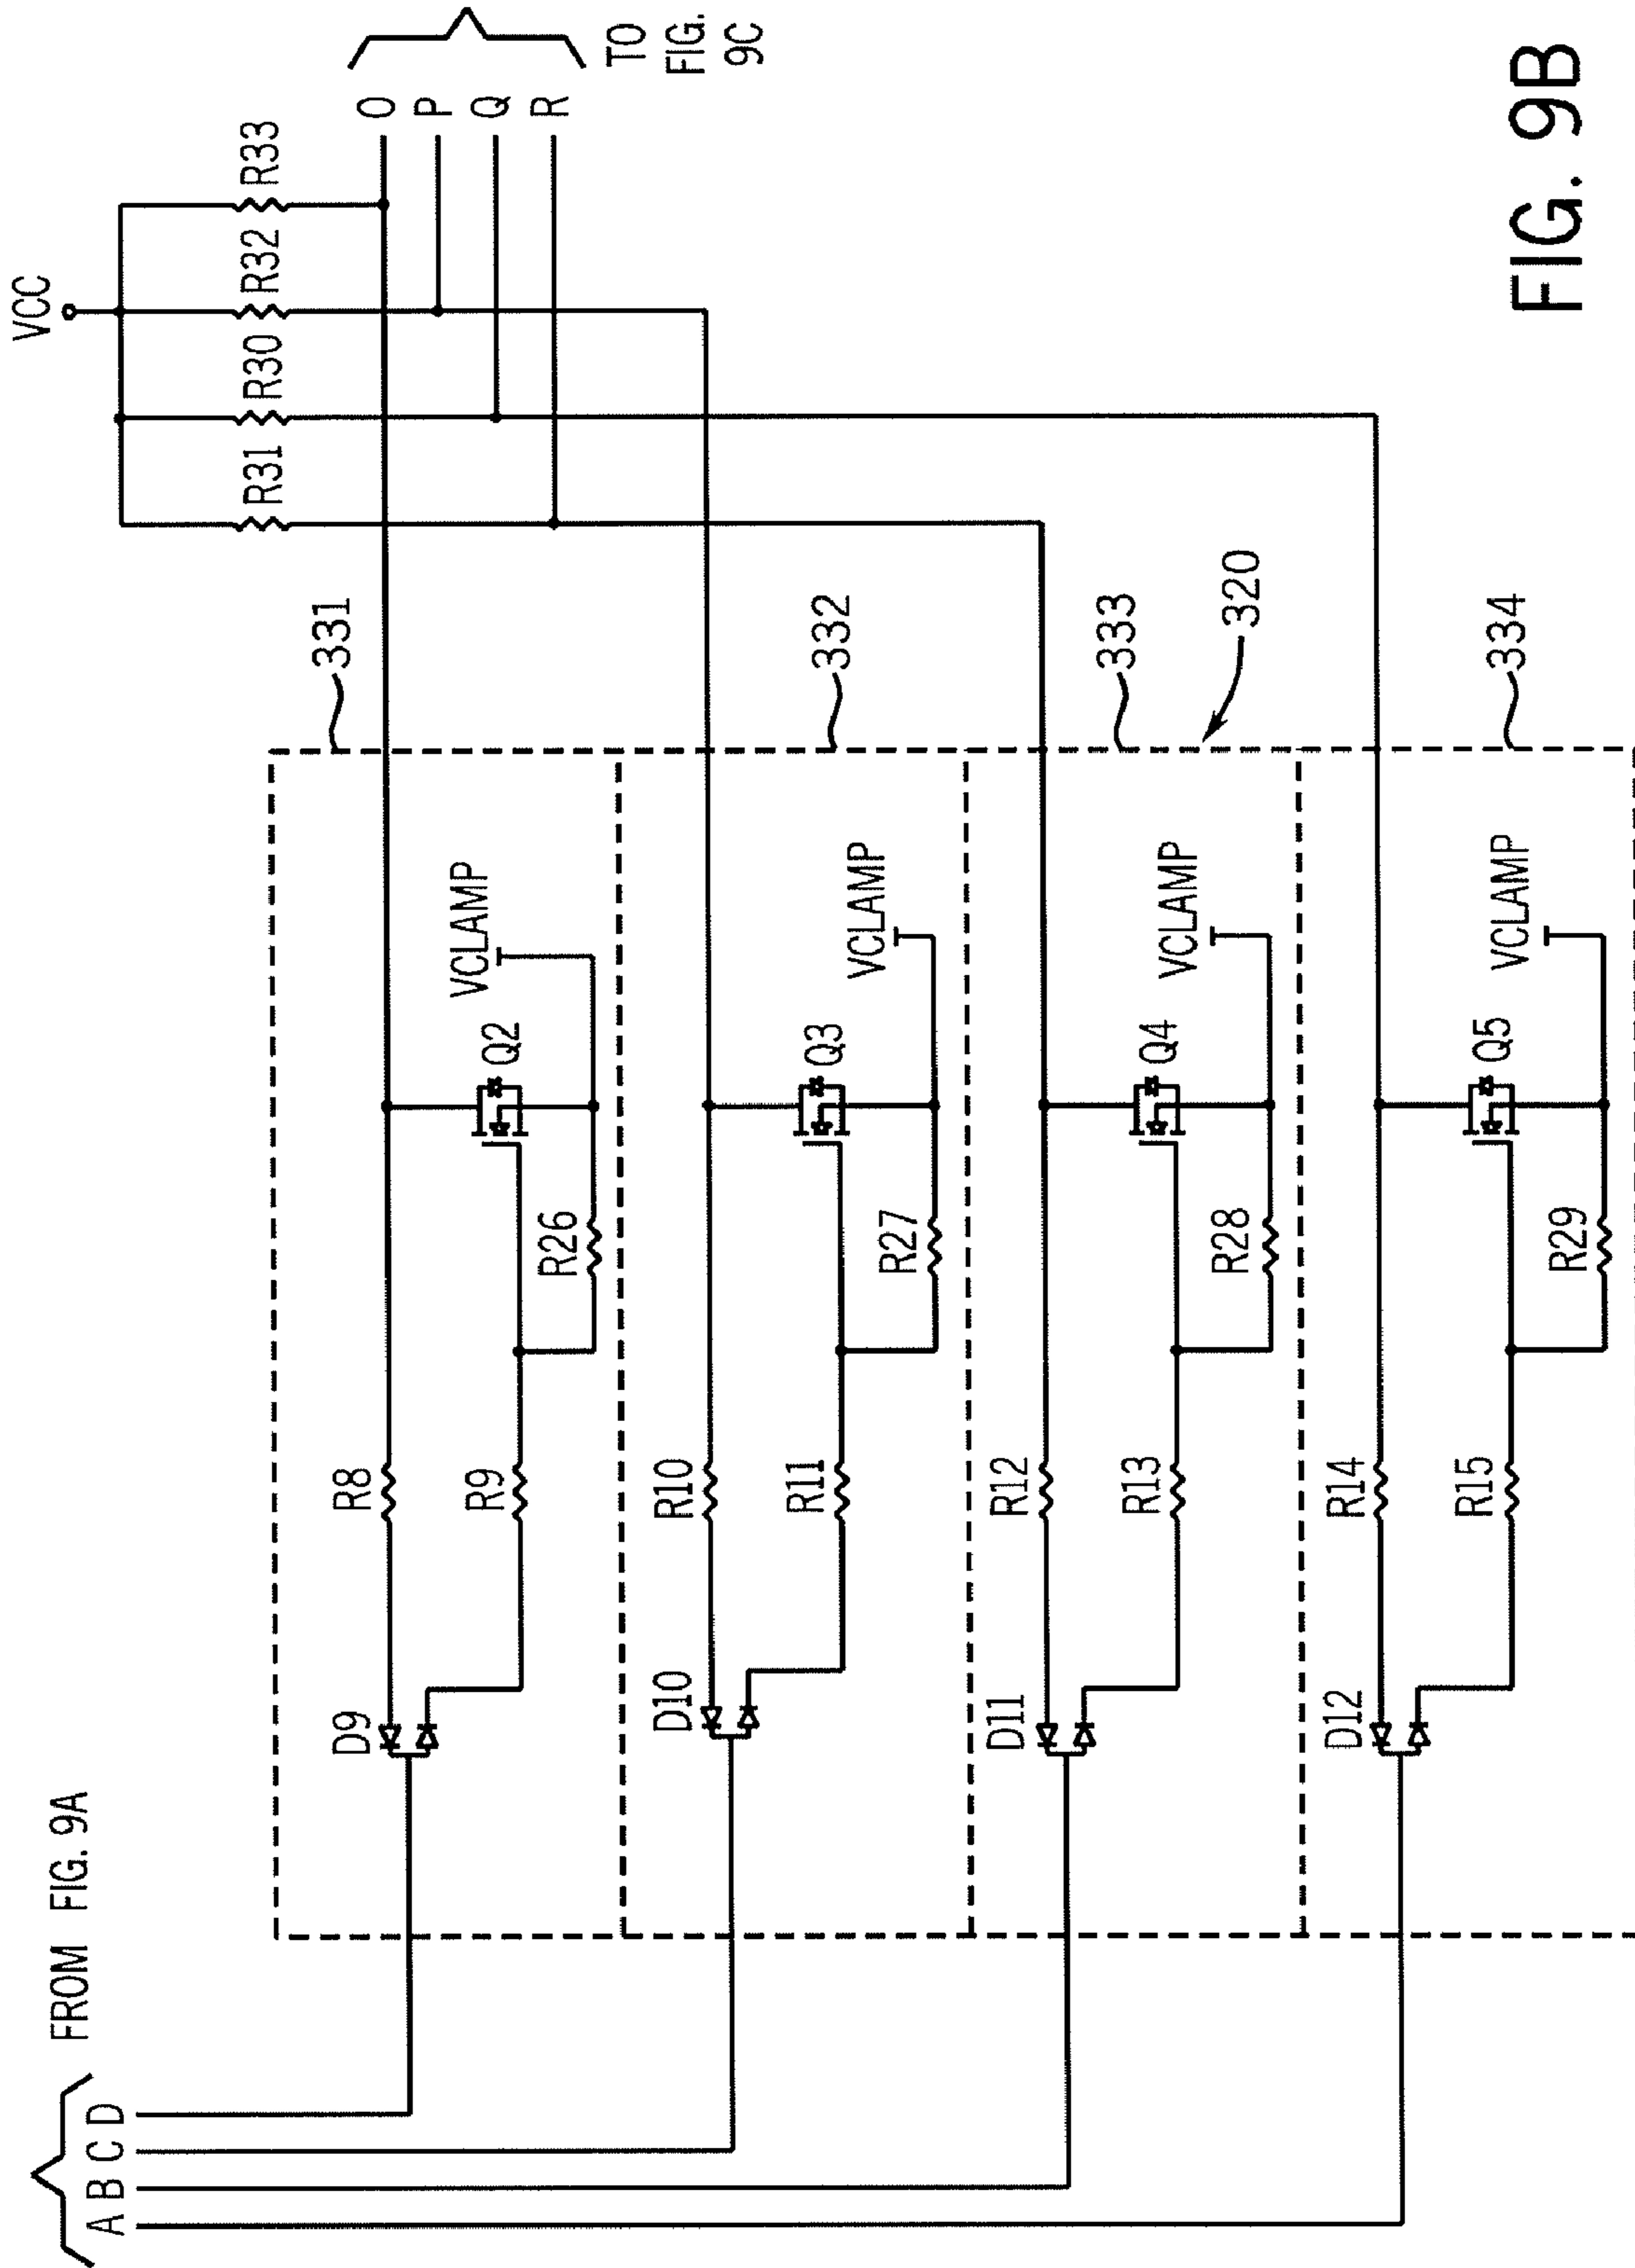 FROM FIG. 9A
A B C D
VCC
R31 R30 R32 R33
O
P
Q
R
TO
FIG.
9C
331
D9
R8
R9
R26
Q2
VCLAMP
332
D10
R10
R11
R27
Q3
VCLAMP
333
320
D11
R12
R13
R28
Q4
VCLAMP
334
D12
R14
R15
R29
Q5
VCLAMP
FIG. 9B